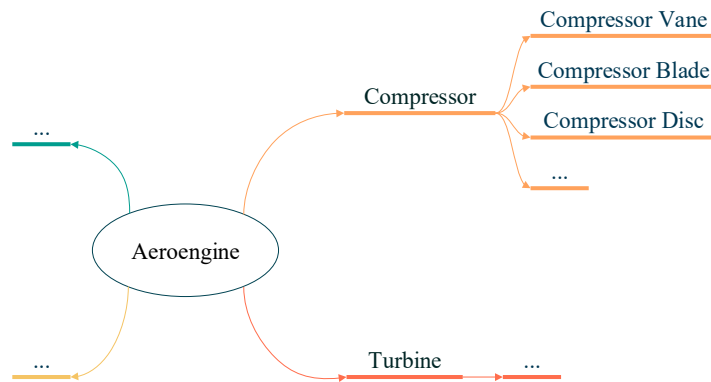 Compressor Vane
Compressor Blade
Compressor
Compressor Disc
...
...
Aeroengine
...
Turbine
...